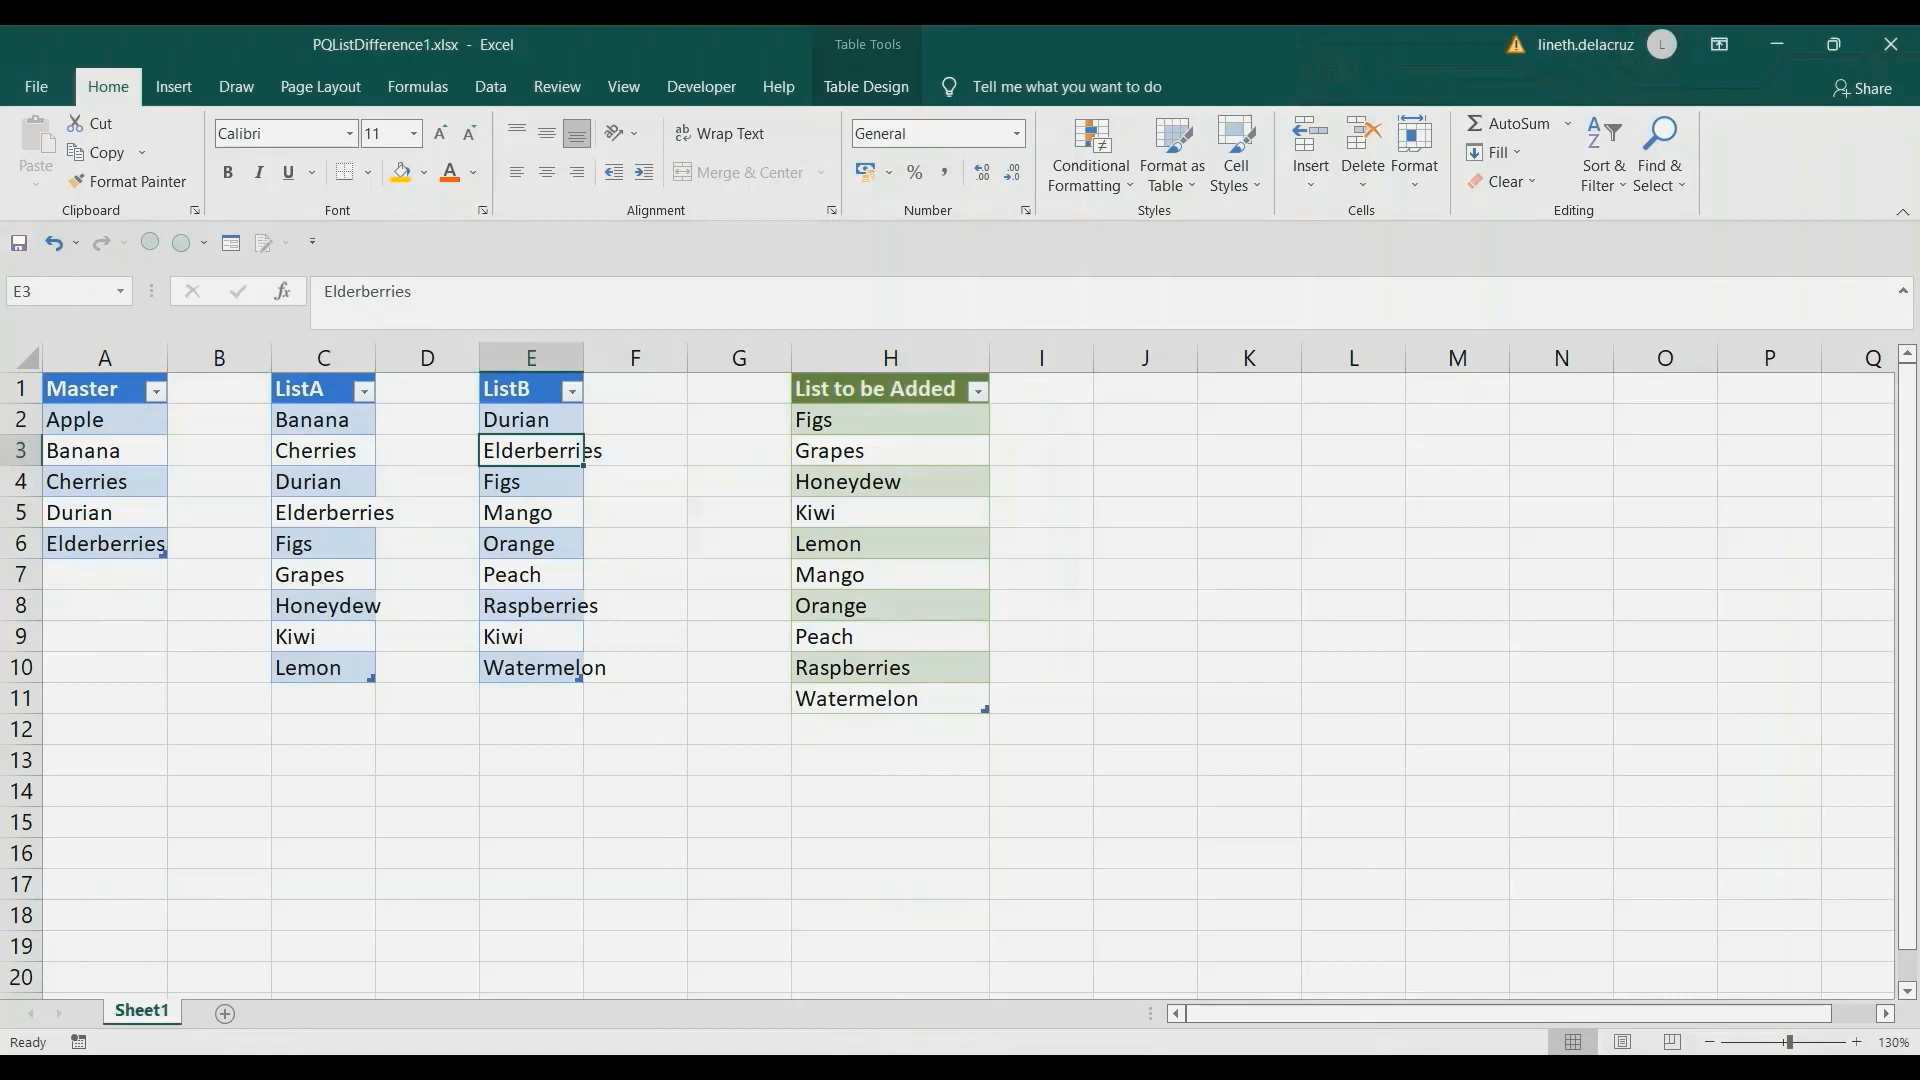 PQListDifference1.xlsx - Excel
Table Tools
lineth.delacruz
L
File Home Insert Draw Page Layout Formulas Data Review View Developer Help Table Design Tell me what you want to do
Share
Paste
Cut
Copy
Format Painter
Clipboard
Calibri 11
A A
B I U
A
Font
ab Wrap Text
Merge & Center
Alignment
General
% ,
Number
Conditional Formatting
Format as Table
Cell Styles
Styles
Insert Delete Format
Cells
AutoSum
Fill
Clear
Sort & Filter
Find & Select
Editing
E3
fx
Elderberries
A B C D E F G H I J K L M N O P Q
1 Master ListA ListB List to be Added
2 Apple Banana Durian Figs
3 Banana Cherries Elderberries Grapes
4 Cherries Durian Figs Honeydew
5 Durian Elderberries Mango Kiwi
6 Elderberries Figs Orange Lemon
7 Grapes Peach Mango
8 Honeydew Raspberries Orange
9 Kiwi Kiwi Peach
10 Lemon Watermelon Raspberries
11 Watermelon
12
13
14
15
16
17
18
19
20
Sheet1
Ready
130%